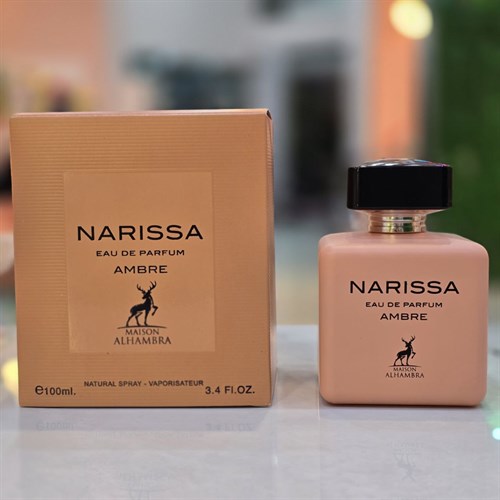 NARISSA
EAU DE PARFUM
AMBRE
MAISON
ALHAMBRA
NATURAL SPRAY - VAPORISATEUR
℮100ml.
3.4 Fl.OZ.
NARISSA
EAU DE PARFUM
AMBRE
MAISON
ALHAMBRA